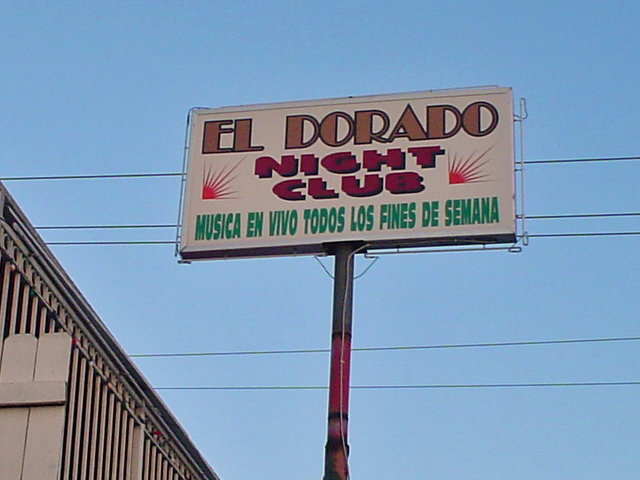 EL DORADO
NIGHT
CLUB
MUSICA EN VIVO TODOS LOS FINES DE SEMANA